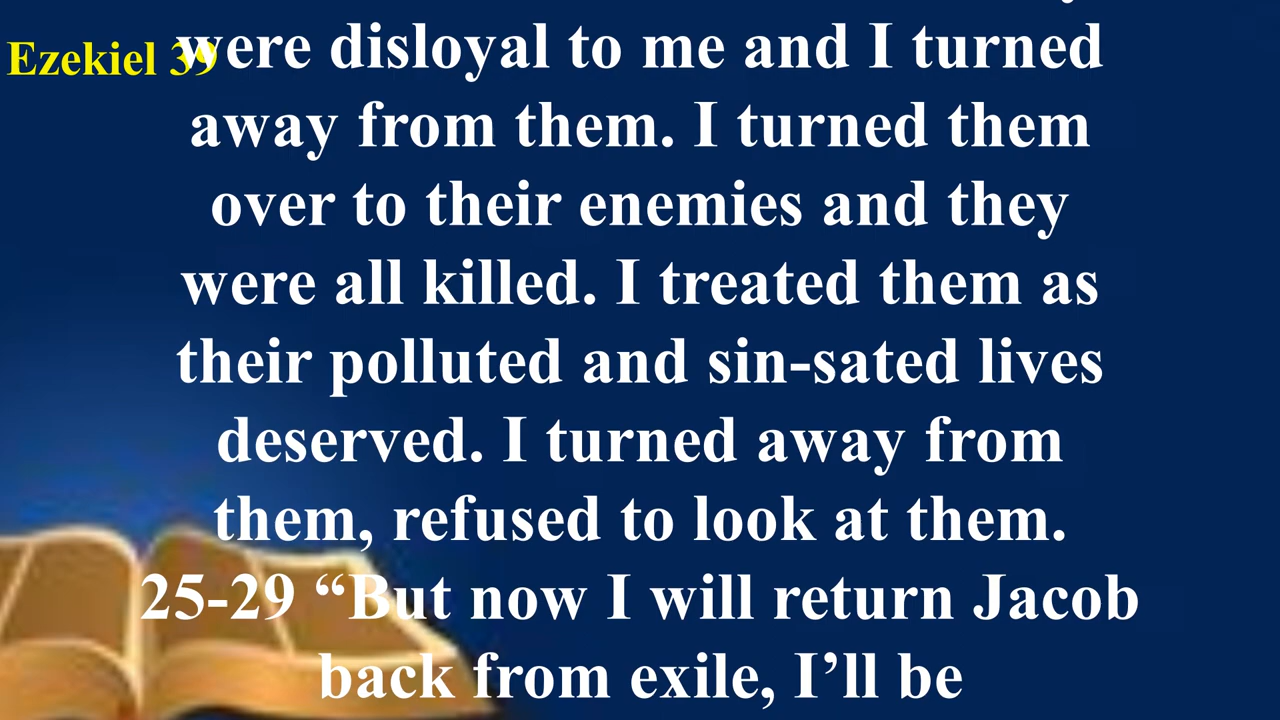 Ezekiel 39
were disloyal to me and I turned
away from them. I turned them
over to their enemies and they
were all killed. I treated them as
their polluted and sin-sated lives
deserved. I turned away from
them, refused to look at them.
25-29 “But now I will return Jacob
back from exile, I’ll be